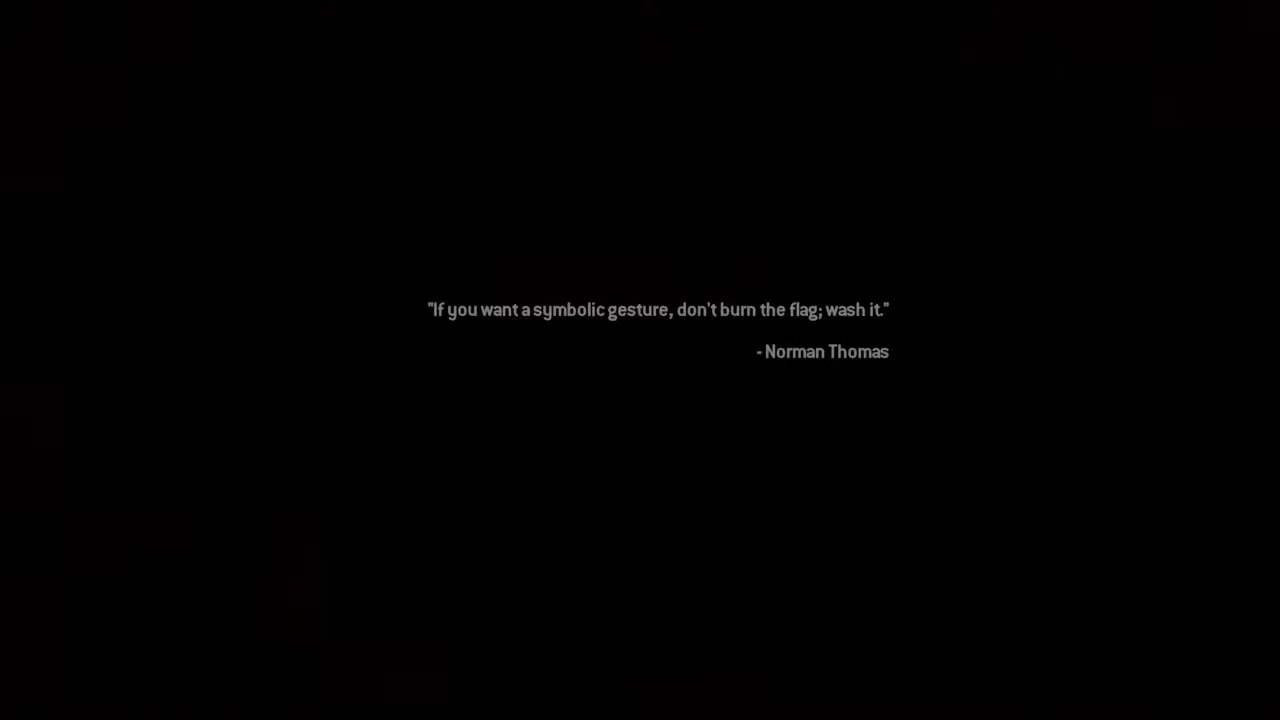 "If you want a symbolic gesture, don't burn the flag; wash it."
- Norman Thomas